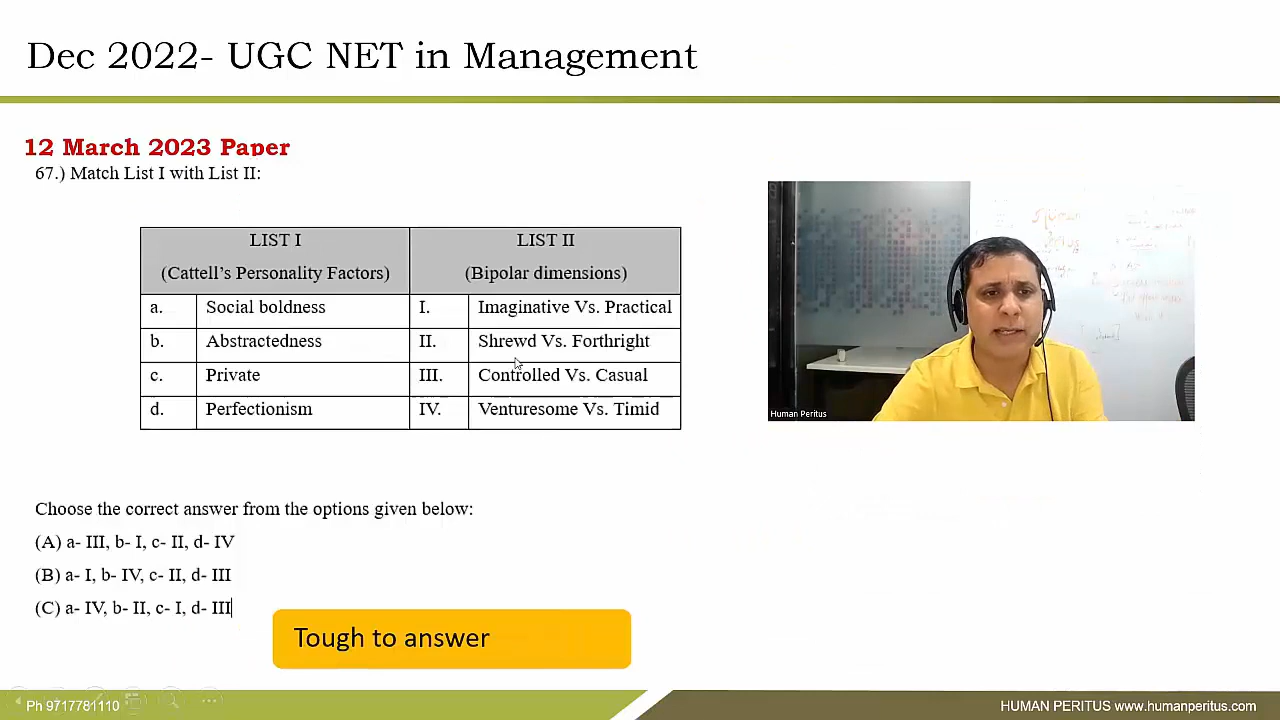 Dec 2022- UGC NET in Management
12 March 2023 Paper
67.) Match List I with List II:
LIST I
(Cattell's Personality Factors)
LIST II
(Bipolar dimensions)
a. Social boldness I. Imaginative Vs. Practical
b. Abstractedness II. Shrewd Vs. Forthright
c. Private III. Controlled Vs. Casual
d. Perfectionism IV. Venturesome Vs. Timid
Human Peritus
Choose the correct answer from the options given below:
(A) a- III, b- I, c- II, d- IV
(B) a- I, b- IV, c- II, d- III
(C) a- IV, b- II, c- I, d- III
Tough to answer
Ph 9717781110
HUMAN PERITUS www.humanperitus.com